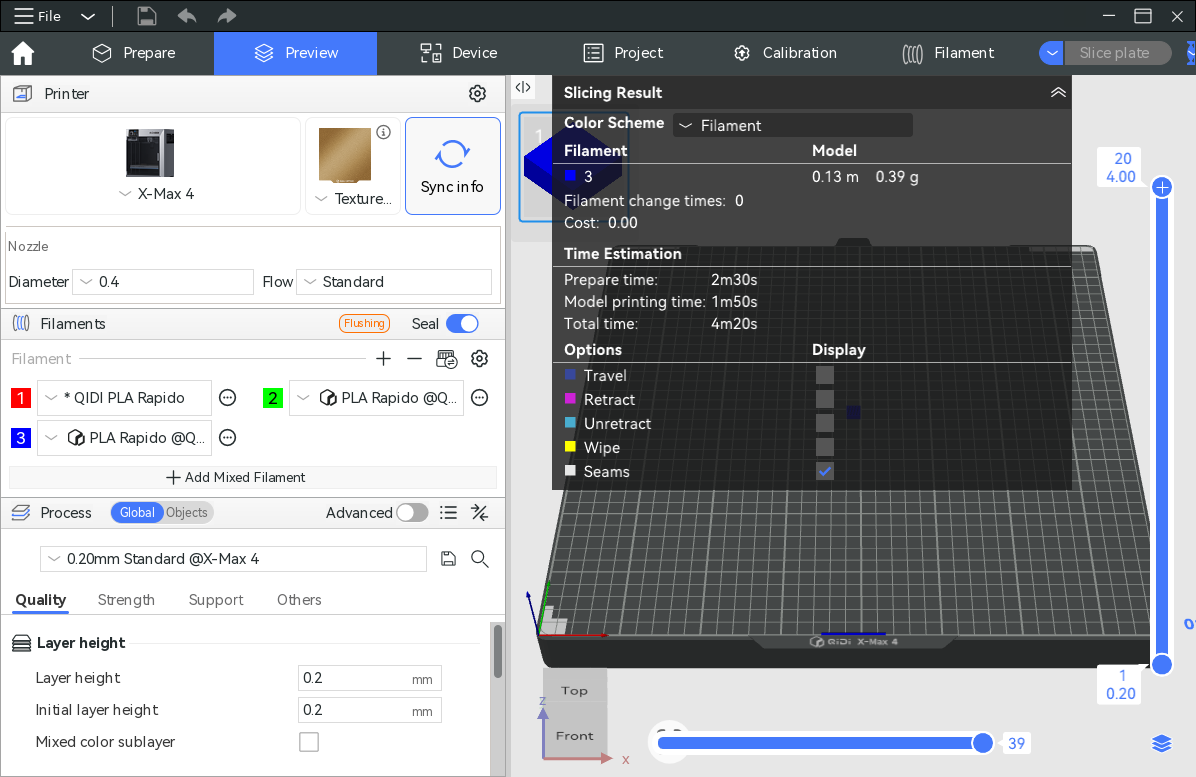 File
Prepare
Preview
Device
Project
Calibration
Filament
Slice plate
Printer
X-Max 4
Texture...
Sync info
Nozzle
Diameter
0.4
Flow
Standard
Filaments
Flushing
Seal
Filament
1
* QIDI PLA Rapido
2
PLA Rapido @Q...
3
PLA Rapido @Q...
Add Mixed Filament
Process
Global
Objects
Advanced
0.20mm Standard @X-Max 4
Quality
Strength
Support
Others
Layer height
Layer height
0.2
mm
Initial layer height
0.2
mm
Mixed color sublayer
1
Slicing Result
Color Scheme
Filament
Filament
Model
3
0.13 m
0.39 g
Filament change times: 0
Cost: 0.00
Time Estimation
Prepare time: 2m30s
Model printing time: 1m50s
Total time: 4m20s
Options
Display
Travel
Retract
Unretract
Wipe
Seams
20
4.00
QIDI X-Max 4
1
0.20
Top
Front
Z
X
39